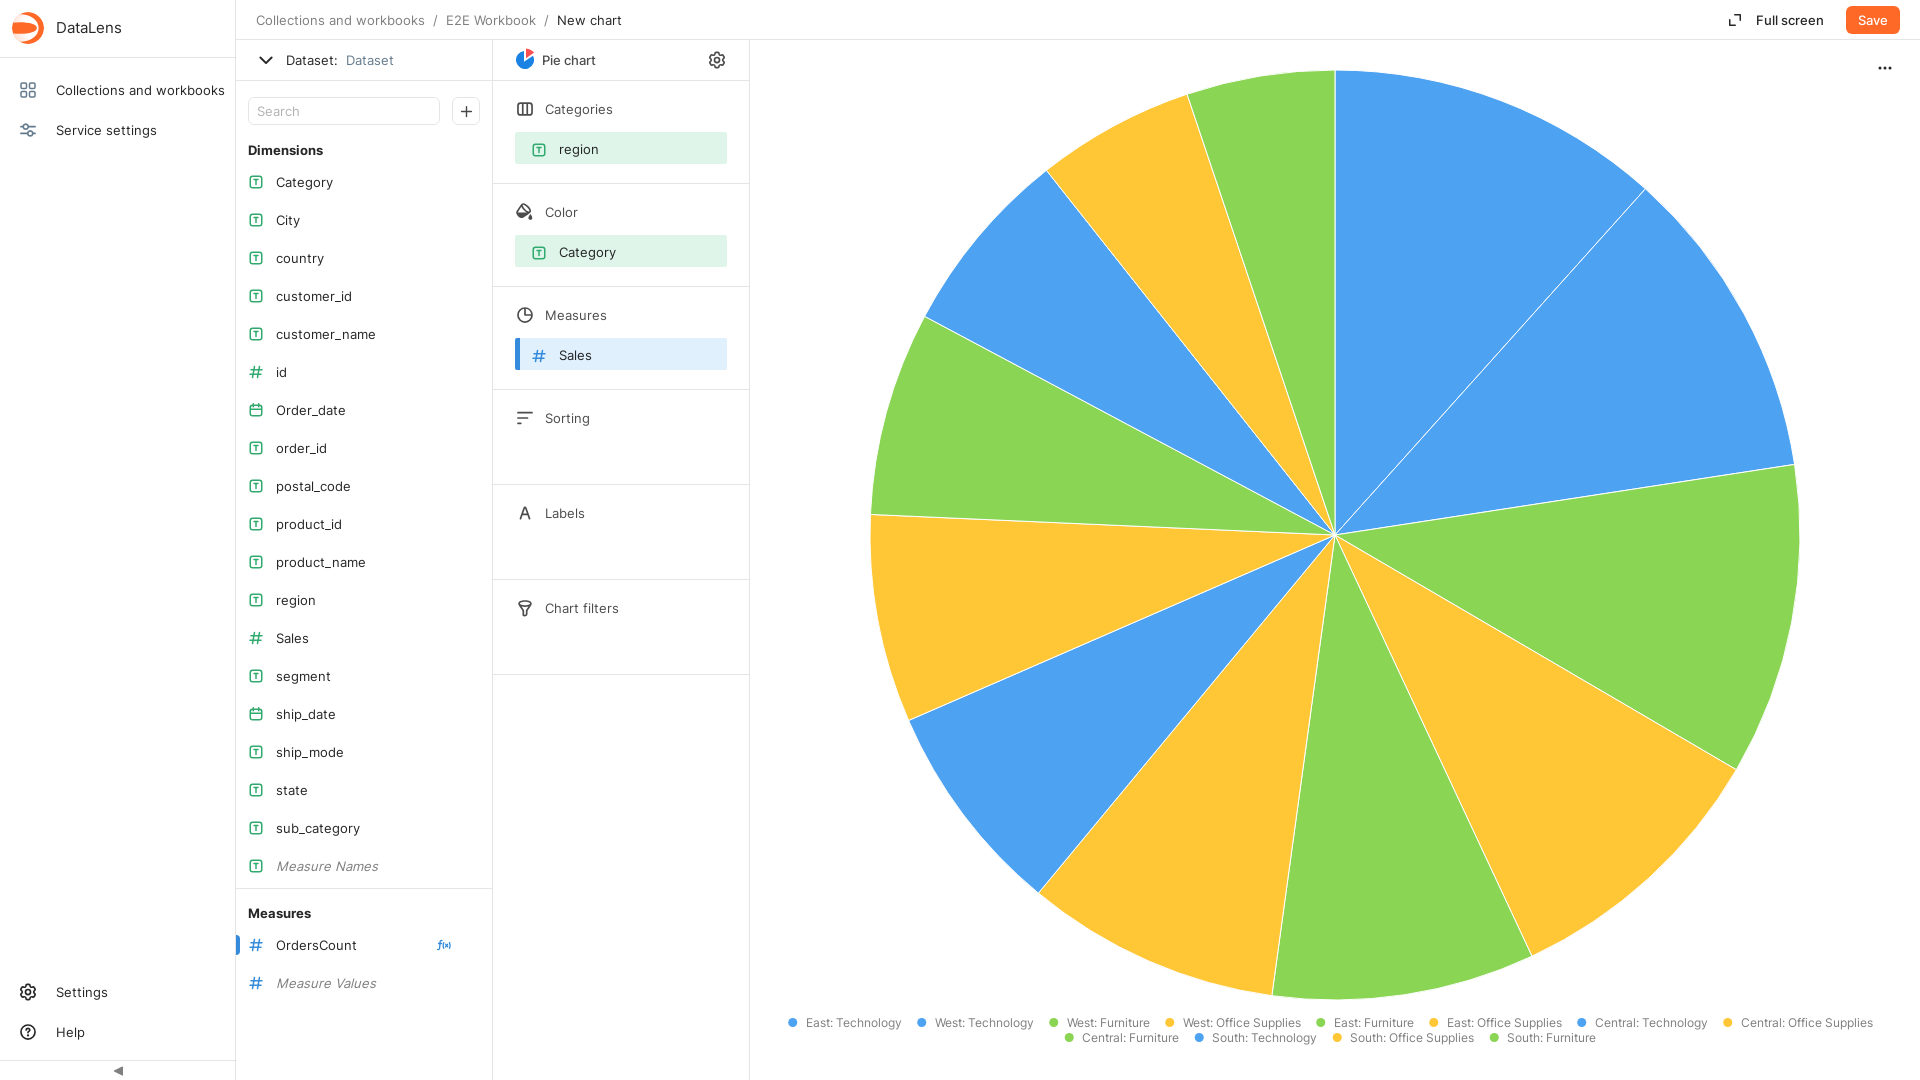 DataLens
Collections and workbooks
Service settings
Settings
Help
Collections and workbooks / E2E Workbook / New chart
Full screen
Save
Dataset: Dataset
Search
Dimensions
Category
City
country
customer_id
customer_name
id
Order_date
order_id
postal_code
product_id
product_name
region
Sales
segment
ship_date
ship_mode
state
sub_category
Measure Names
Measures
OrdersCount
f(x)
Measure Values
Pie chart
Categories
region
Color
Category
Measures
Sales
Sorting
Labels
Chart filters
East: Technology West: Technology West: Furniture West: Office Supplies East: Furniture East: Office Supplies Central: Technology Central: Office Supplies
Central: Furniture South: Technology South: Office Supplies South: Furniture